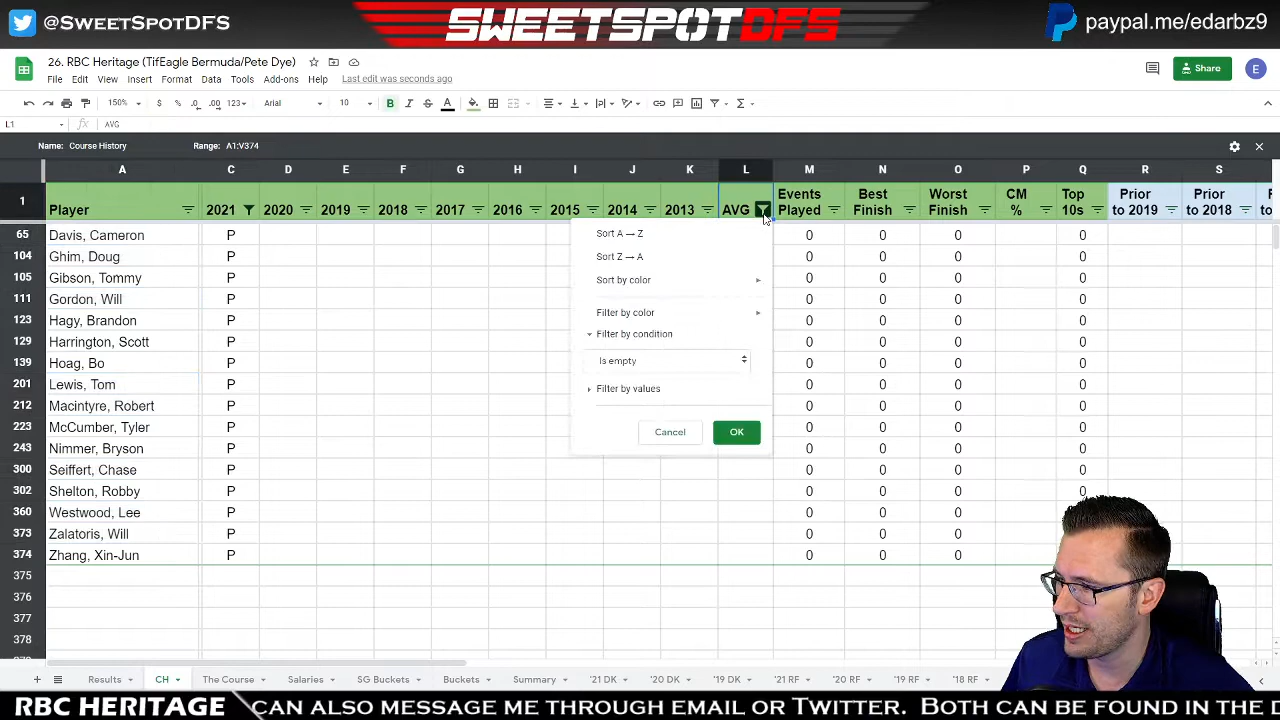 @SweetSpotDFS
SWEETSPOTDFS
paypal.me/edarbz9
26. RBC Heritage (TifEagle Bermuda/Pete Dye)
File Edit View Insert Format Data Tools Add-ons Help Last edit was seconds ago
Share
E
150% $ % .0 .00 123 Arial 10 B I S A
L1 AVG
Name: Course History Range: A1:V374
A C D E F G H I J K L M N O P Q R S
1 Player 2021 2020 2019 2018 2017 2016 2015 2014 2013 AVG Events Played Best Finish Worst Finish CM % Top 10s Prior to 2019 Prior to 2018 Prior
65 Davis, Cameron P 0 0 0 0
104 Ghim, Doug P 0 0 0 0
105 Gibson, Tommy P 0 0 0 0
111 Gordon, Will P 0 0 0 0
123 Hagy, Brandon P 0 0 0 0
129 Harrington, Scott P 0 0 0 0
139 Hoag, Bo P 0 0 0 0
201 Lewis, Tom P 0 0 0 0
212 Macintyre, Robert P 0 0 0 0
223 McCumber, Tyler P 0 0 0 0
243 Nimmer, Bryson P 0 0 0 0
300 Seiffert, Chase P 0 0 0 0
302 Shelton, Robby P 0 0 0 0
360 Westwood, Lee P 0 0 0
373 Zalatoris, Will P 0 0 0
374 Zhang, Xin-Jun P 0 0 0
375
376
377
378
Sort A → Z
Sort Z → A
Sort by color
Filter by color
Filter by condition
Is empty
Filter by values
Cancel OK
Results CH The Course Salaries SG Buckets Buckets Summary '21 DK '20 DK '19 DK '21 RF '20 RF '19 RF '18 RF
RBC HERITAGE CAN ALSO MESSAGE ME THROUGH EMAIL OR TWITTER. BOTH CAN BE FOUND IN THE D